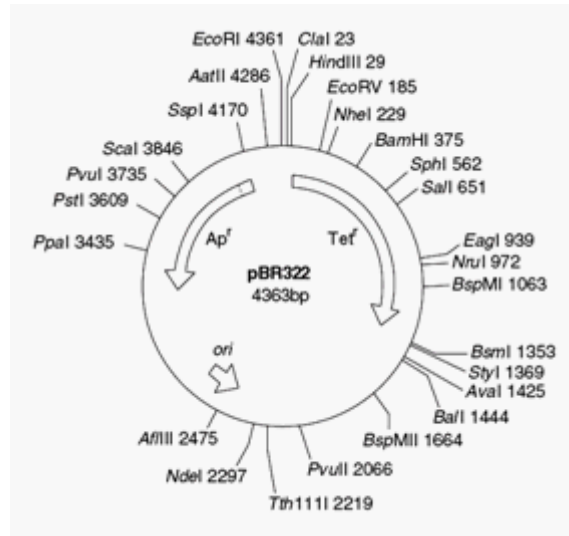 EcoRI 4361
ClaI 23
HindIII 29
AatII 4286
EcoRV 185
SspI 4170
NheI 229
BamHI 375
ScaI 3846
SphI 562
PvuI 3735
SalI 651
PstI 3609
PpaI 3435
Apʳ
Tetʳ
EagI 939
NruI 972
pBR322
BspMI 1063
4363bp
ori
BsmI 1353
StyI 1369
AvaI 1425
BalI 1444
AflIII 2475
BspMII 1664
NdeI 2297
PvuII 2066
Tth111I 2219